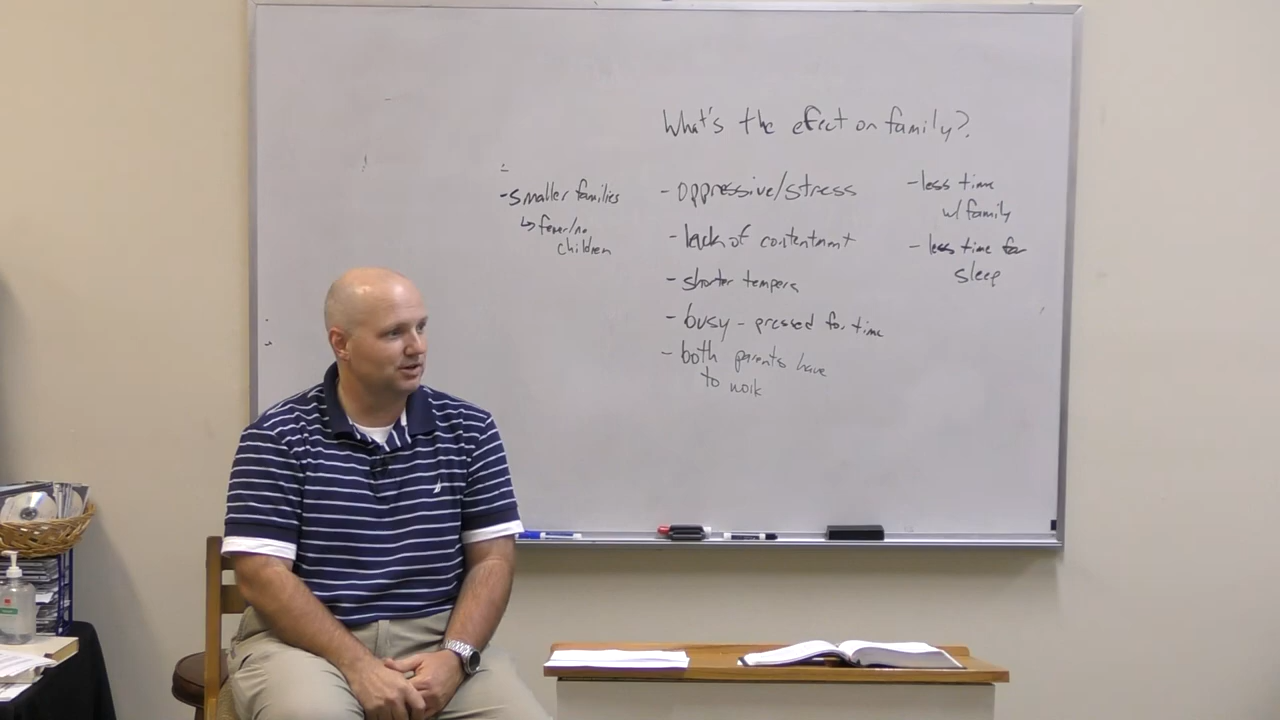 What's the effect on family?
-smaller families
↳ fewer/no
children
-oppressive/stress
-lack of contentment
-shorter tempers
-busy - pressed for time
-both parents have
to work
-less time
w/ family
-less time for
sleep